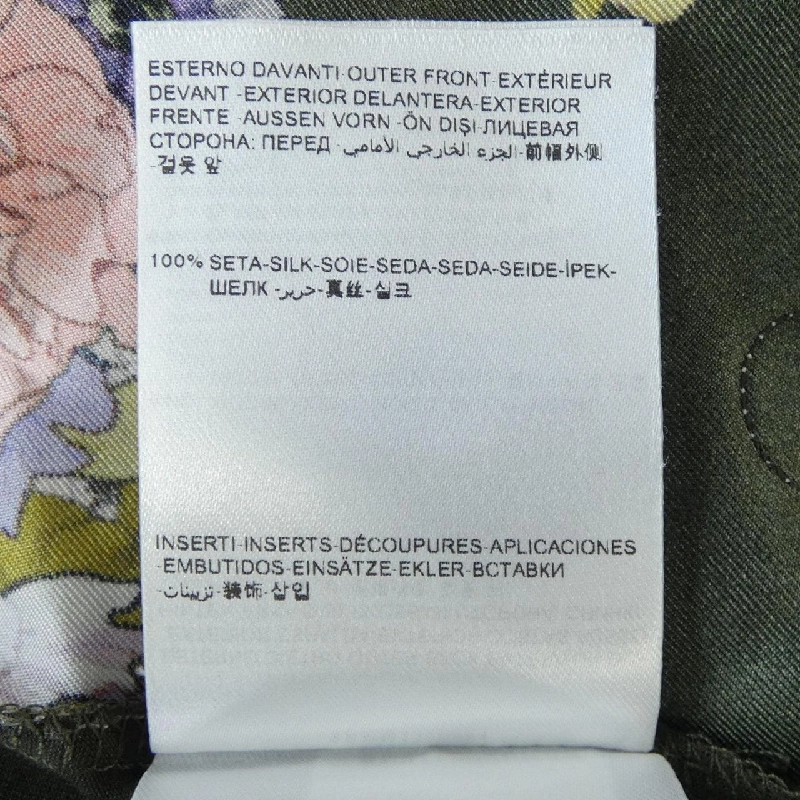 ESTERNO DAVANTI-OUTER FRONT-EXTÉRIEUR
DEVANT -EXTERIOR DELANTERA-EXTERIOR
FRENTE -AUSSEN VORN -ÖN DIŞI-ЛИЦЕВАЯ
СТОРОНА: ПЕРЕД -الجزء الخارجي الأمامي-前幅外侧
-겉옷 앞
100% SETA-SILK-SOIE-SEDA-SEDA-SEIDE-İPEK-
ШЕЛК -حرير-真丝-실크
INSERTI-INSERTS-DÉCOUPURES-APLICACIONES
-EMBUTIDOS-EINSÄTZE-EKLER-ВСТАВКИ
-تزيينات-装饰-삽입